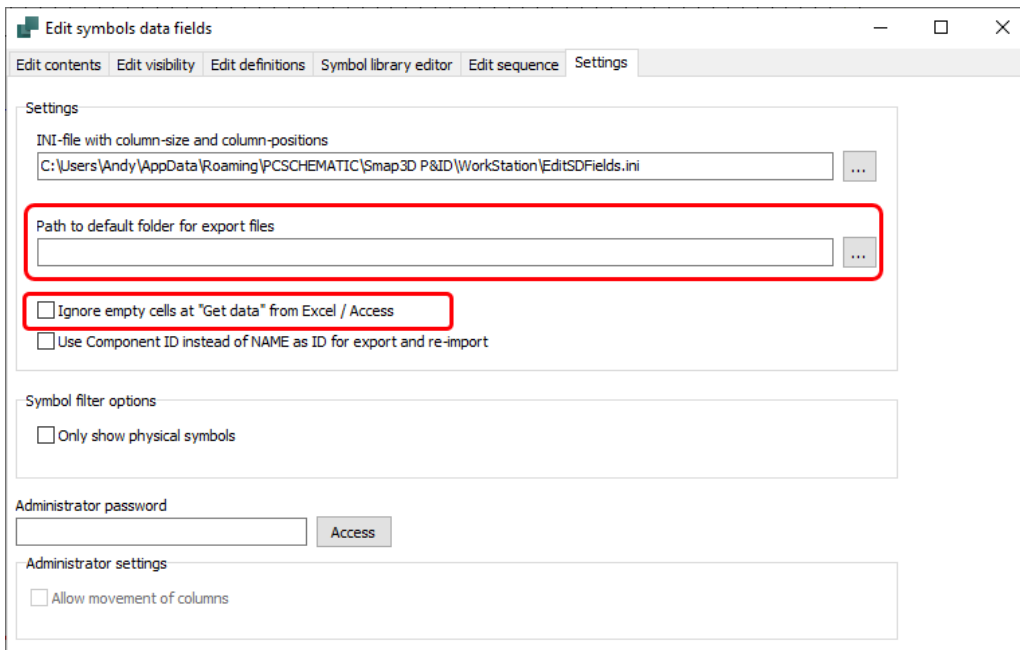 Edit symbols data fields
Edit contents Edit visibility Edit definitions Symbol library editor Edit sequence Settings
Settings
INI-file with column-size and column-positions
C:\Users\Andy\AppData\Roaming\PCSCHEMATIC\Smap3D P&ID\WorkStation\EditSDFields.ini ...
Path to default folder for export files
...
Ignore empty cells at "Get data" from Excel / Access
Use Component ID instead of NAME as ID for export and re-import
Symbol filter options
Only show physical symbols
Administrator password
Access
Administrator settings
Allow movement of columns